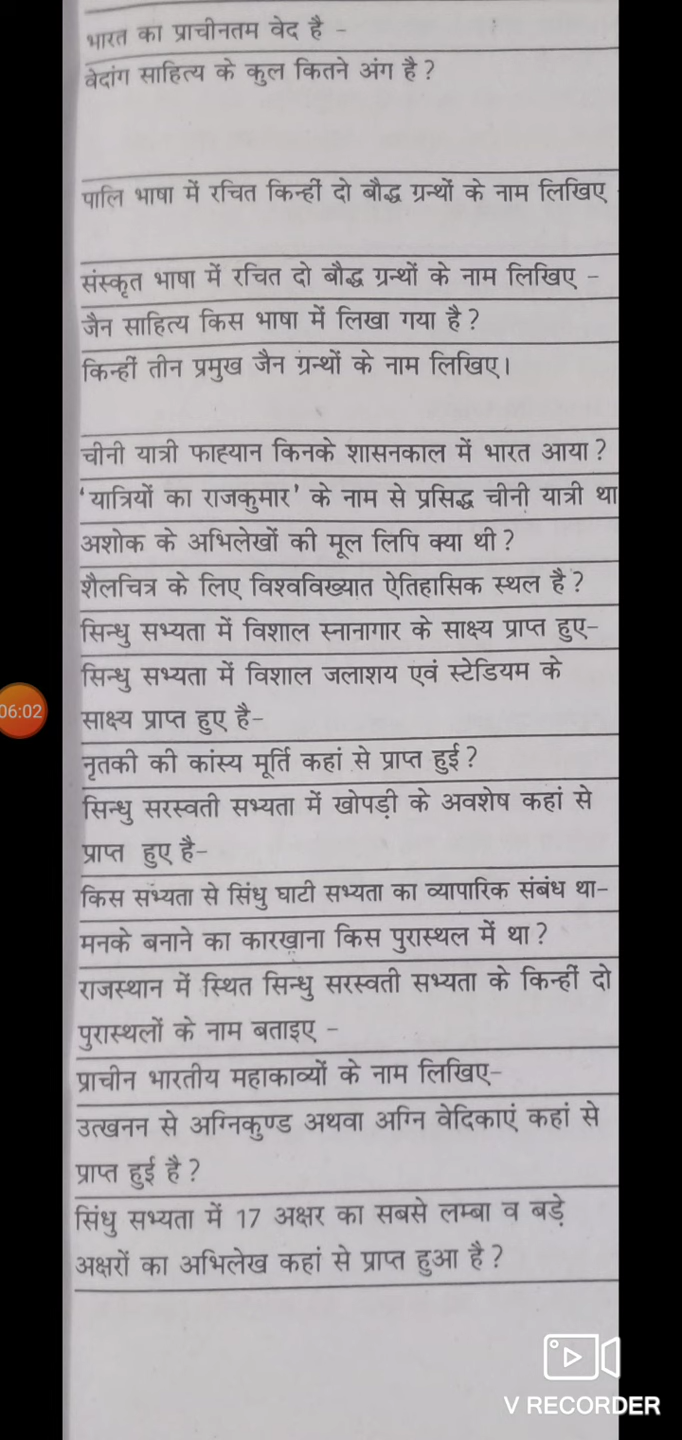 भारत का प्राचीनतम वेद है -
वेदांग साहित्य के कुल कितने अंग है ?
पालि भाषा में रचित किन्हीं दो बौद्ध ग्रन्थों के नाम लिखिए
संस्कृत भाषा में रचित दो बौद्ध ग्रन्थों के नाम लिखिए -
जैन साहित्य किस भाषा में लिखा गया है ?
किन्हीं तीन प्रमुख जैन ग्रन्थों के नाम लिखिए।
चीनी यात्री फाह्यान किनके शासनकाल में भारत आया ?
'यात्रियों का राजकुमार' के नाम से प्रसिद्ध चीनी यात्री था
अशोक के अभिलेखों की मूल लिपि क्या थी ?
शैलचित्र के लिए विश्वविख्यात ऐतिहासिक स्थल है ?
सिन्धु सभ्यता में विशाल स्नानागार के साक्ष्य प्राप्त हुए-
सिन्धु सभ्यता में विशाल जलाशय एवं स्टेडियम के
06:02
साक्ष्य प्राप्त हुए है-
नृतकी की कांस्य मूर्ति कहां से प्राप्त हुई ?
सिन्धु सरस्वती सभ्यता में खोपड़ी के अवशेष कहां से
प्राप्त हुए है-
किस सभ्यता से सिंधु घाटी सभ्यता का व्यापारिक संबंध था-
मनके बनाने का कारखाना किस पुरास्थल में था ?
राजस्थान में स्थित सिन्धु सरस्वती सभ्यता के किन्हीं दो
पुरास्थलों के नाम बताइए -
प्राचीन भारतीय महाकाव्यों के नाम लिखिए-
उत्खनन से अग्निकुण्ड अथवा अग्नि वेदिकाएं कहां से
प्राप्त हुई है ?
सिंधु सभ्यता में 17 अक्षर का सबसे लम्बा व बड़े
अक्षरों का अभिलेख कहां से प्राप्त हुआ है ?
V RECORDER